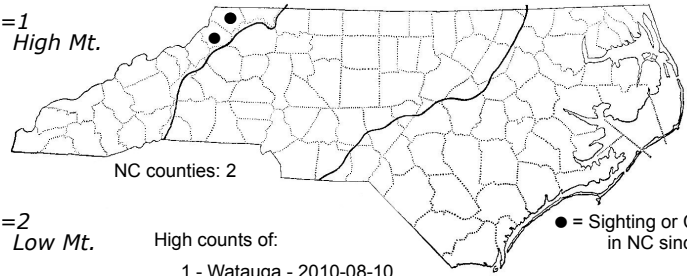 =1
High Mt.
NC counties: 2
=2
Low Mt.
High counts of:
● = Sighting or
in NC
1 - Watauga - 2010-08-10